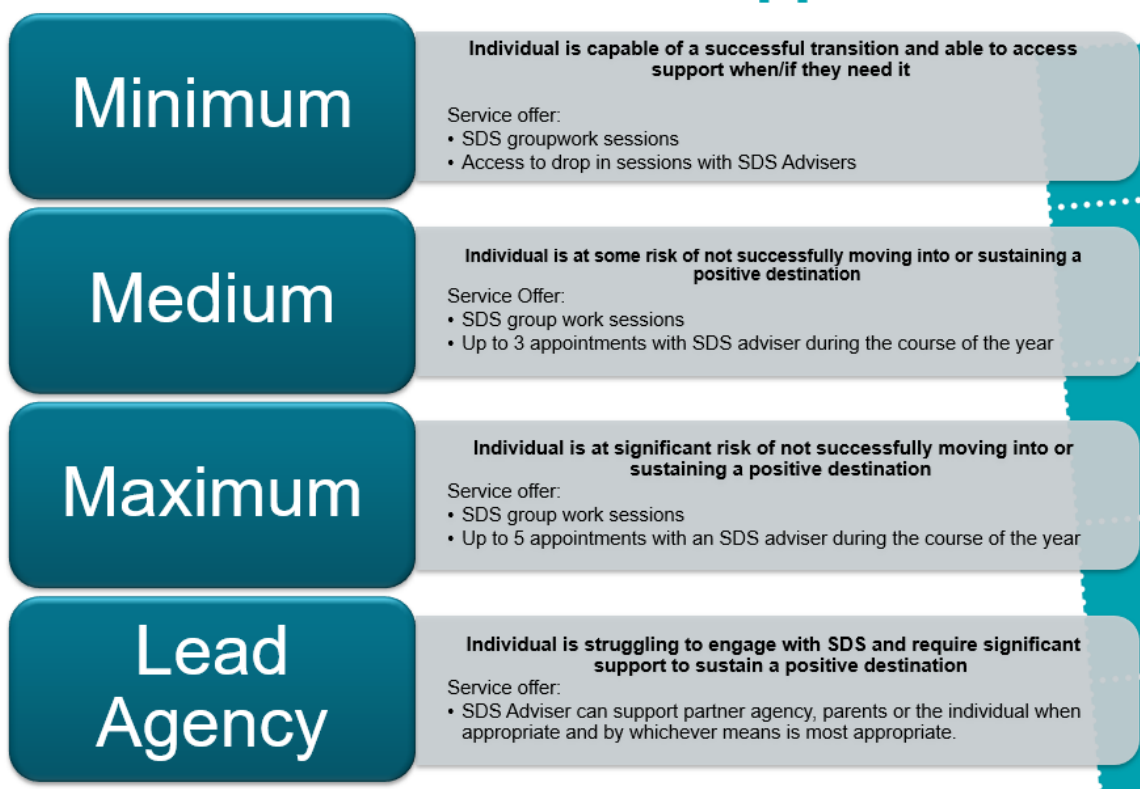 Minimum
Individual is capable of a successful transition and able to access
support when/if they need it
Service offer:
• SDS groupwork sessions
• Access to drop in sessions with SDS Advisers
Medium
Individual is at some risk of not successfully moving into or sustaining a
positive destination
Service Offer:
• SDS group work sessions
• Up to 3 appointments with SDS adviser during the course of the year
Maximum
Individual is at significant risk of not successfully moving into or
sustaining a positive destination
Service offer:
• SDS group work sessions
• Up to 5 appointments with an SDS adviser during the course of the year
Lead
Agency
Individual is struggling to engage with SDS and require significant
support to sustain a positive destination
Service offer:
• SDS Adviser can support partner agency, parents or the individual when
appropriate and by whichever means is most appropriate.